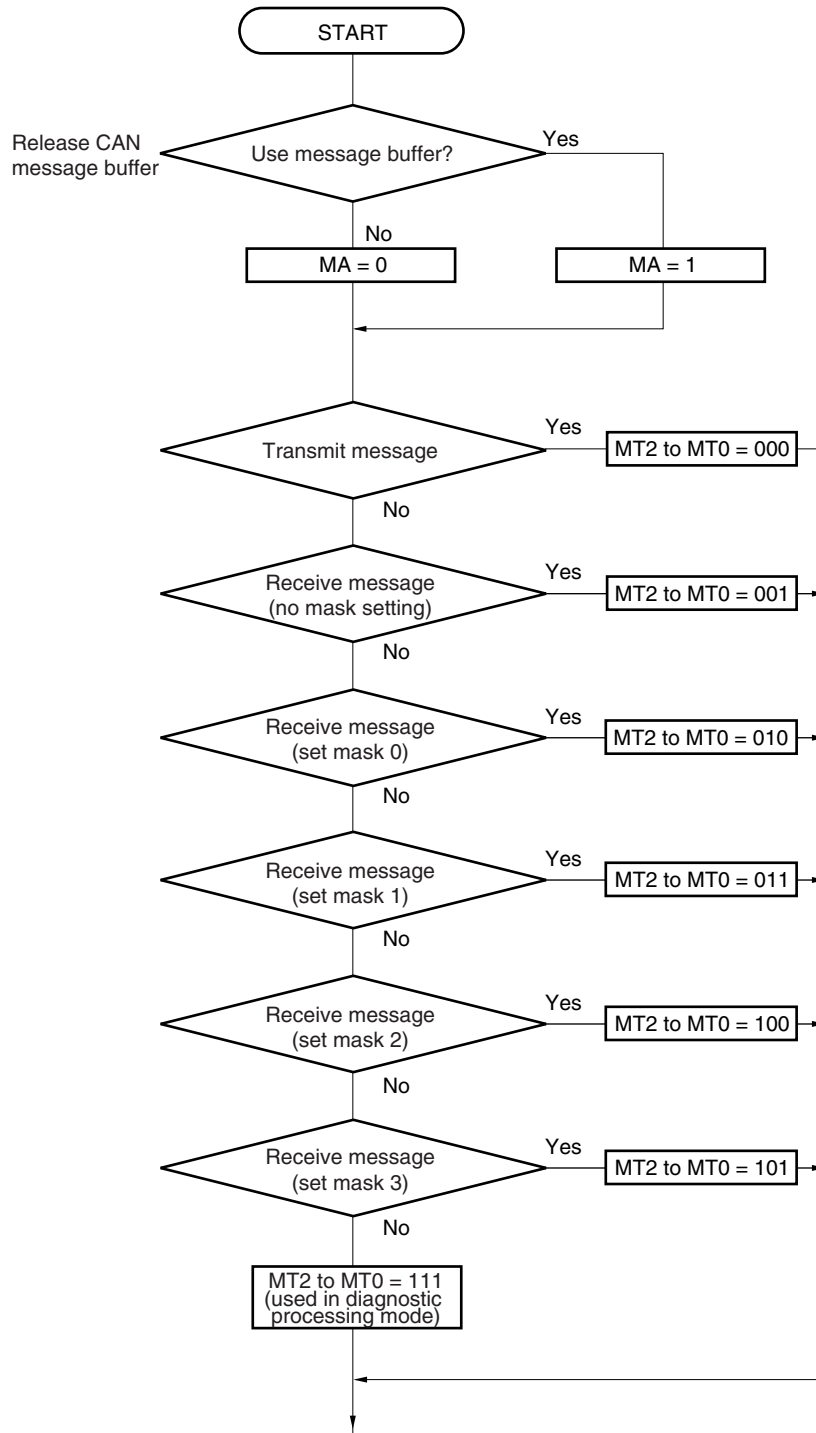 START
Release CAN
message buffer
Use message buffer?
Yes
No
MA = 0
MA = 1
Transmit message
Yes
MT2 to MT0 = 000
No
Receive message
(no mask setting)
Yes
MT2 to MT0 = 001
No
Receive message
(set mask 0)
Yes
MT2 to MT0 = 010
No
Receive message
(set mask 1)
Yes
MT2 to MT0 = 011
No
Receive message
(set mask 2)
Yes
MT2 to MT0 = 100
No
Receive message
(set mask 3)
Yes
MT2 to MT0 = 101
No
MT2 to MT0 = 111
(used in diagnostic
processing mode)